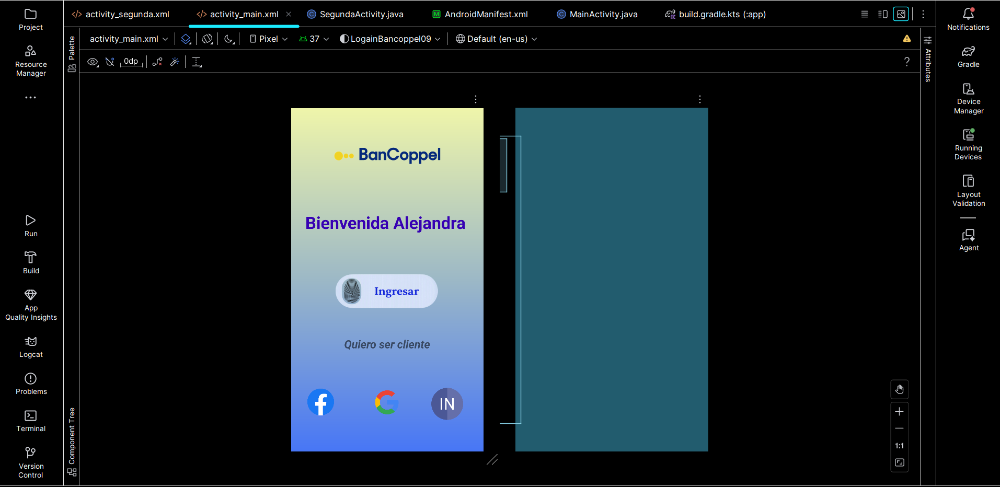 Project
Resource
Manager
Run
Build
App
Quality Insights
Logcat
Problems
Terminal
Version
Control
activity_segunda.xml
activity_main.xml
SegundaActivity.java
AndroidManifest.xml
MainActivity.java
build.gradle.kts (:app)
Palette
activity_main.xml
Pixel
37
LogainBancoppel09
Default (en-us)
0dp
?
BanCoppel
Bienvenida Alejandra
Ingresar
Quiero ser cliente
f
G
IN
1:1
Component Tree
Attributes
Notifications
Gradle
Device
Manager
Running
Devices
Layout
Validation
Agent